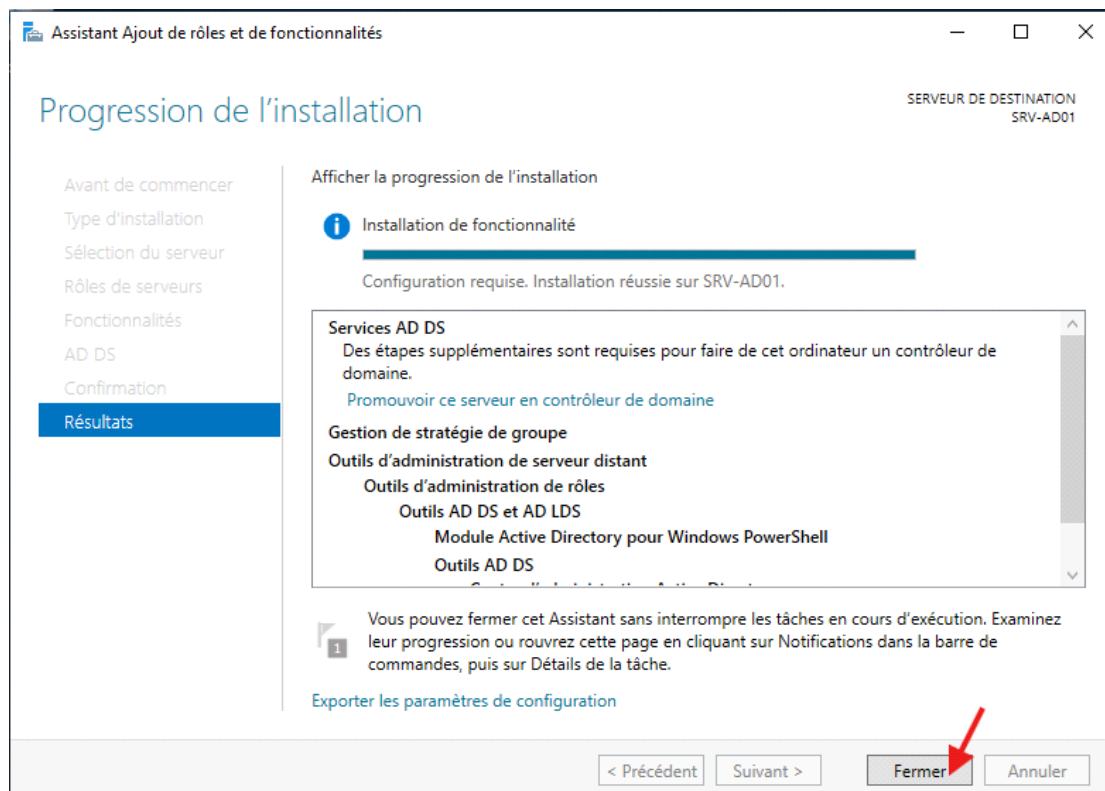 Assistant Ajout de rôles et de fonctionnalités
Progression de l'installation
SERVEUR DE DESTINATION
SRV-AD01
Avant de commencer
Type d'installation
Sélection du serveur
Rôles de serveurs
Fonctionnalités
AD DS
Confirmation
Résultats
Afficher la progression de l'installation
Installation de fonctionnalité
Configuration requise. Installation réussie sur SRV-AD01.
Services AD DS
Des étapes supplémentaires sont requises pour faire de cet ordinateur un contrôleur de
domaine.
Promouvoir ce serveur en contrôleur de domaine
Gestion de stratégie de groupe
Outils d'administration de serveur distant
Outils d'administration de rôles
Outils AD DS et AD LDS
Module Active Directory pour Windows PowerShell
Outils AD DS
1
Vous pouvez fermer cet Assistant sans interrompre les tâches en cours d'exécution. Examinez
leur progression ou rouvrez cette page en cliquant sur Notifications dans la barre de
commandes, puis sur Détails de la tâche.
Exporter les paramètres de configuration
< Précédent
Suivant >
Fermer
Annuler